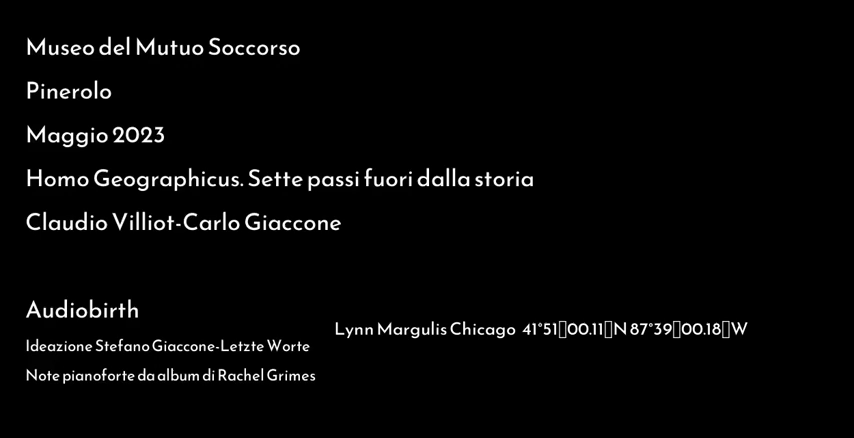 Museo del Mutuo Soccorso
Pinerolo
Maggio 2023
Homo Geographicus. Sette passi fuori dalla storia
Claudio Villiot-Carlo Giaccone
Audiobirth
Ideazione Stefano Giaccone-Letzte Worte
Note pianoforte da album di Rachel Grimes
Lynn Margulis Chicago 41°51▯00.11▯N 87°39▯00.18▯W